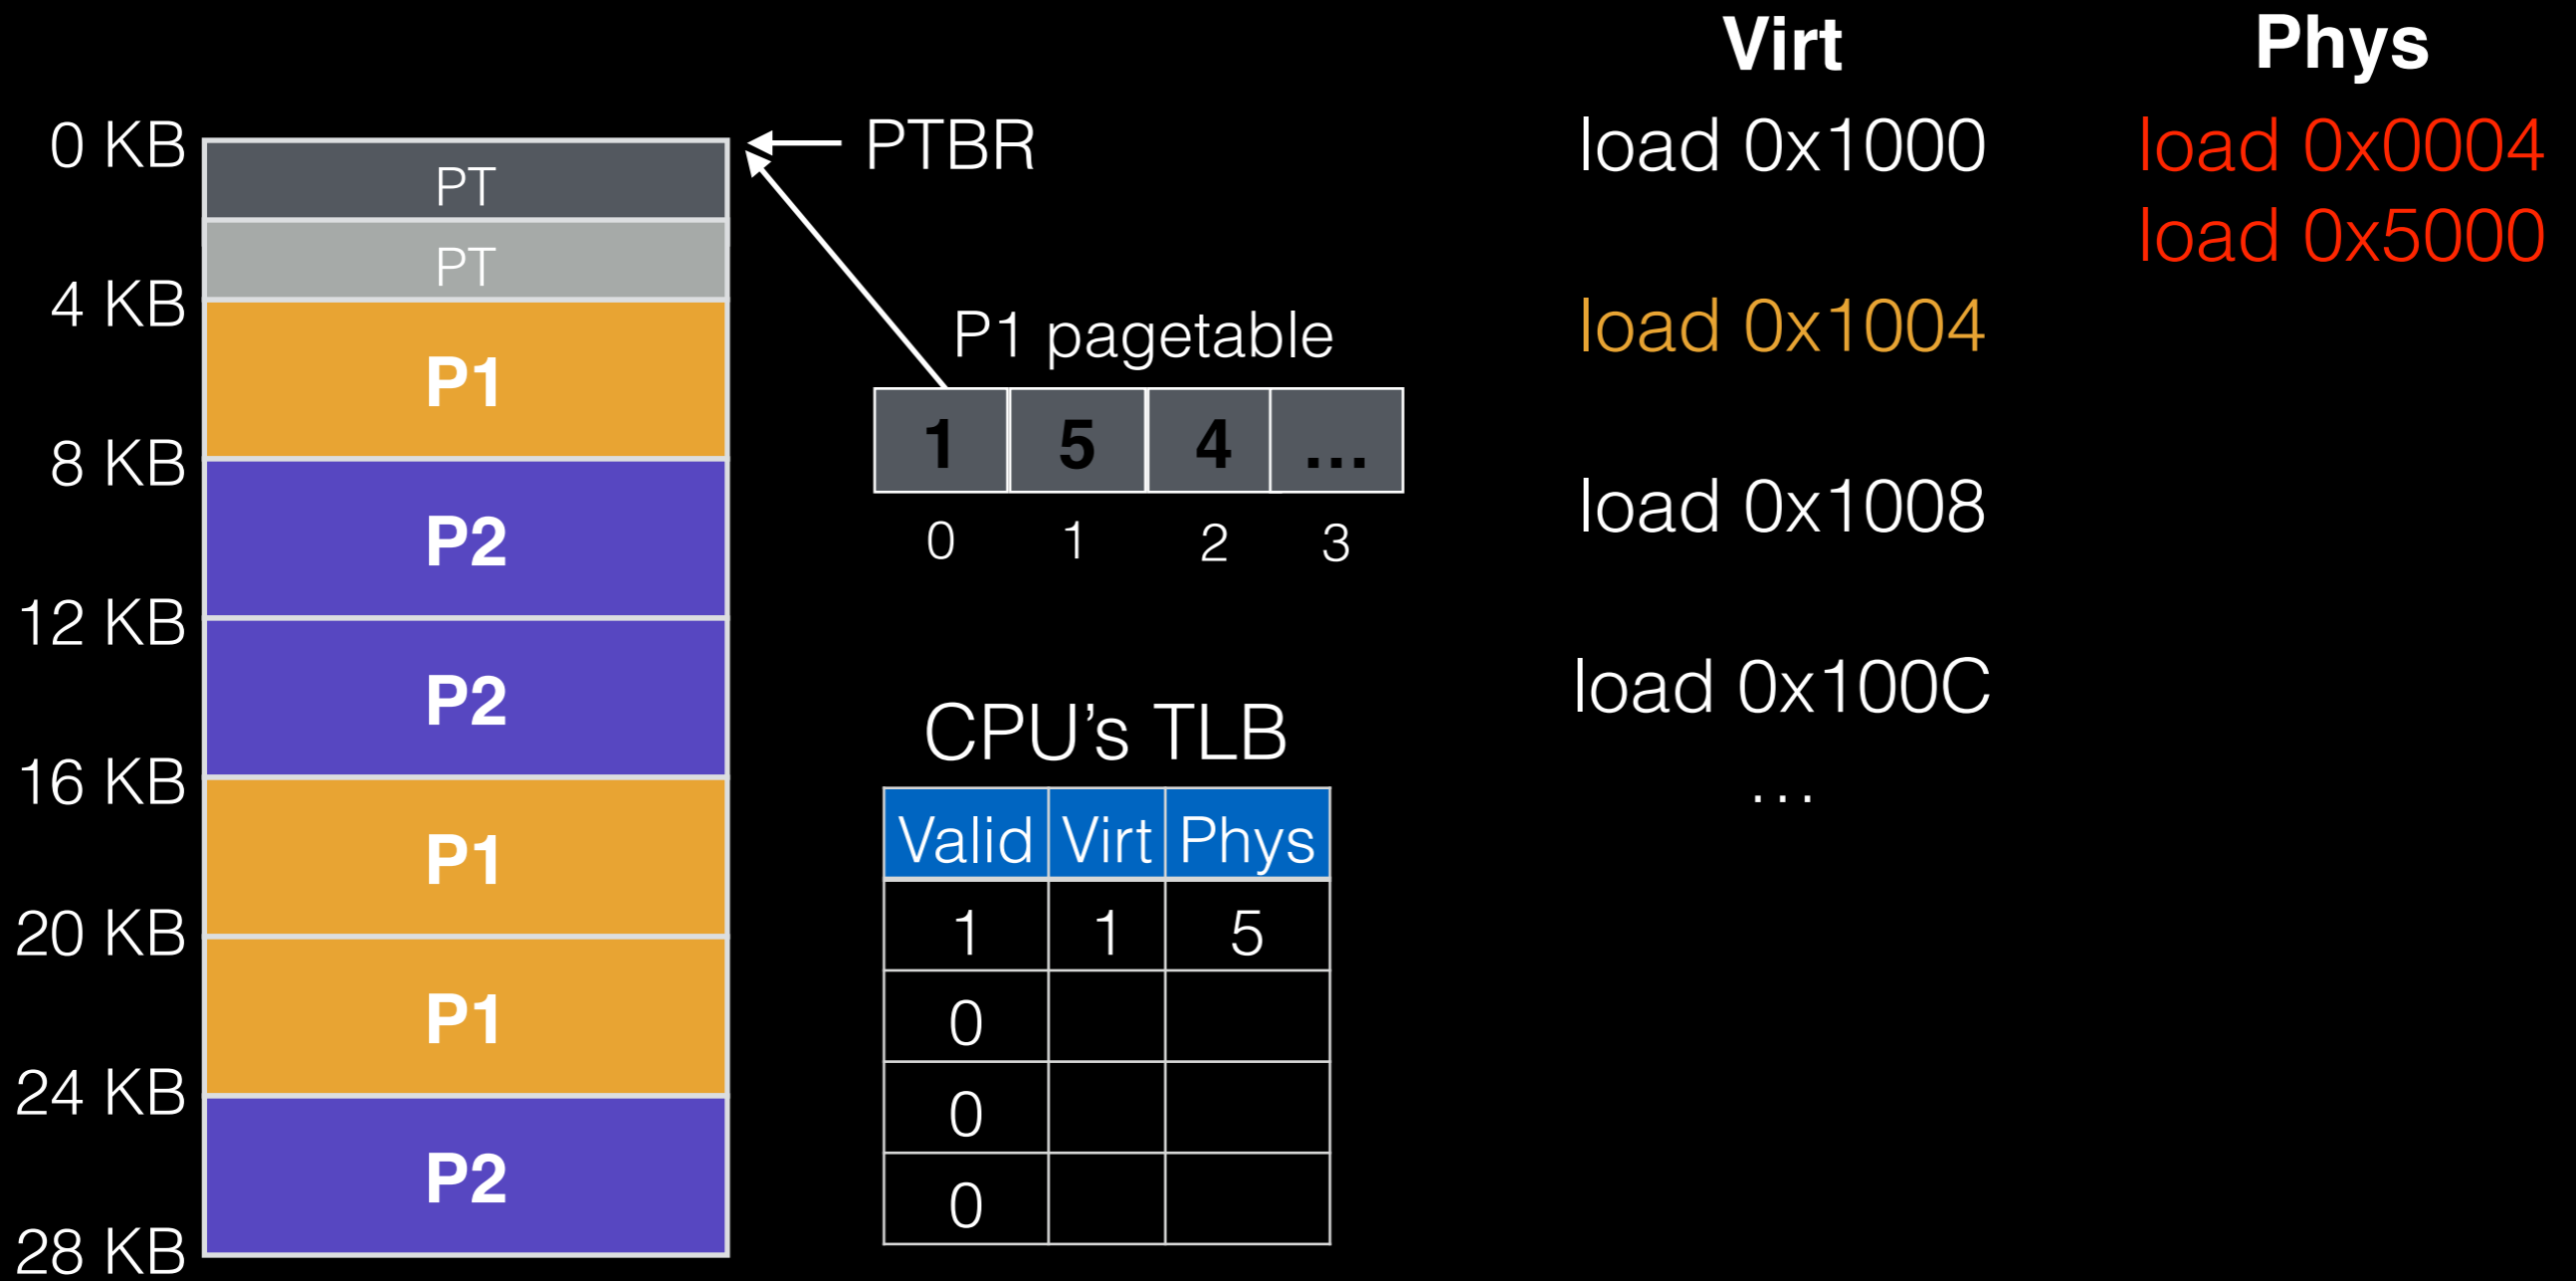 Virt Phys
0 KB PT PTBR load 0x1000 load 0x0004
load 0x5000
PT
4 KB P1 pagetable load 0x1004
P1
1 5 4 ...
8 KB load 0x1008
P2 0 1 2 3
12 KB
P2 load 0x100C
CPU’s TLB
16 KB ...
P1 Valid Virt Phys
20 KB 1 1 5
P1 0
24 KB 0
P2 0
28 KB